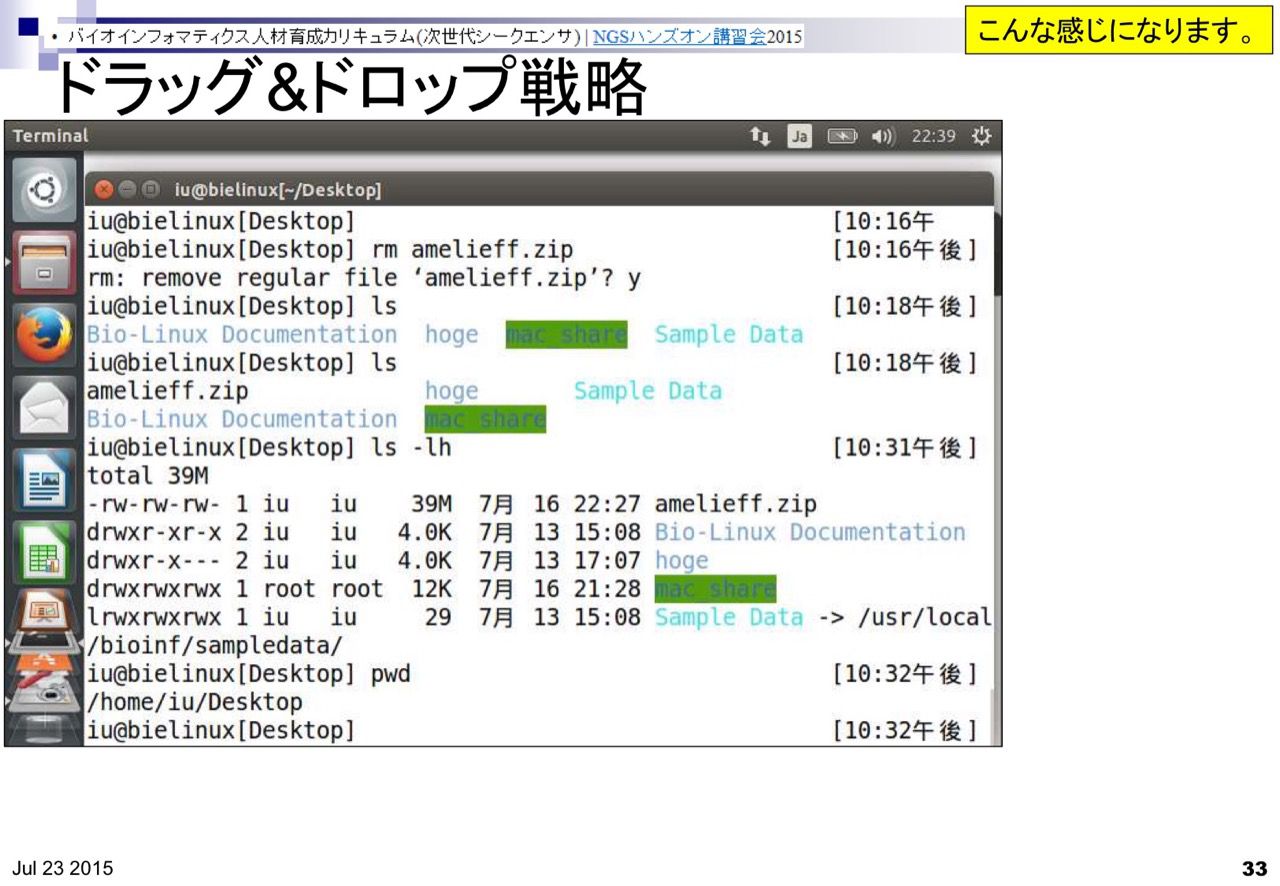 • バイオインフォマティクス人材育成カリキュラム(次世代シークエンサ) | NGSハンズオン講習会2015
こんな感じになります。
ドラッグ&ドロップ戦略
Terminal Ja 22:39
iu@bielinux[~/Desktop]
iu@bielinux[Desktop] [10:16午
iu@bielinux[Desktop] rm amelieff.zip [10:16午後]
rm: remove regular file ‘amelieff.zip’? y
iu@bielinux[Desktop] ls [10:18午後]
Bio-Linux Documentation hoge mac_share Sample Data
iu@bielinux[Desktop] ls [10:18午後]
amelieff.zip hoge Sample Data
Bio-Linux Documentation mac_share
iu@bielinux[Desktop] ls -lh [10:31午後]
total 39M
-rw-rw-rw- 1 iu iu 39M 7月 16 22:27 amelieff.zip
drwxr-xr-x 2 iu iu 4.0K 7月 13 15:08 Bio-Linux Documentation
drwxr-x--- 2 iu iu 4.0K 7月 13 17:07 hoge
drwxrwxrwx 1 root root 12K 7月 16 21:28 mac_share
lrwxrwxrwx 1 iu iu 29 7月 13 15:08 Sample Data -> /usr/local
/bioinf/sampledata/
iu@bielinux[Desktop] pwd [10:32午後]
/home/iu/Desktop
iu@bielinux[Desktop] [10:32午後]
Jul 23 2015
33